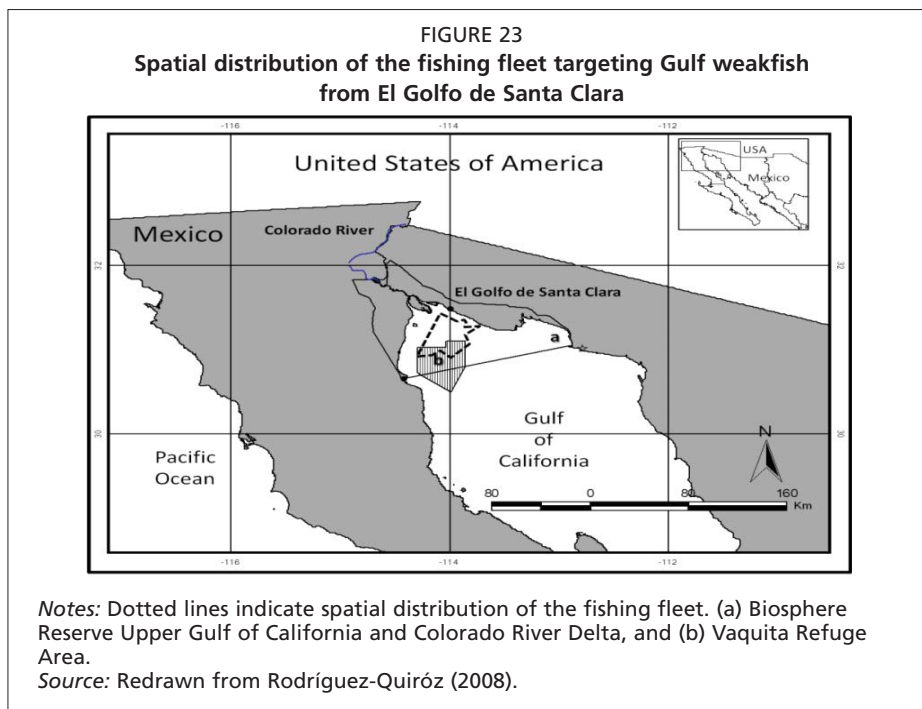 FIGURE 23
Spatial distribution of the fishing fleet targeting Gulf weakfish
from El Golfo de Santa Clara
-116
-114
-112
United States of America
USA
Mexico
Mexico
Colorado River
32
32
El Golfo de Santa Clara
a
b
Gulf
of
California
N
30
30
Pacific
Ocean
80
0
80
160
Km
-116
-114
-112
Notes: Dotted lines indicate spatial distribution of the fishing fleet. (a) Biosphere
Reserve Upper Gulf of California and Colorado River Delta, and (b) Vaquita Refuge
Area.
Source: Redrawn from Rodríguez-Quiróz (2008).